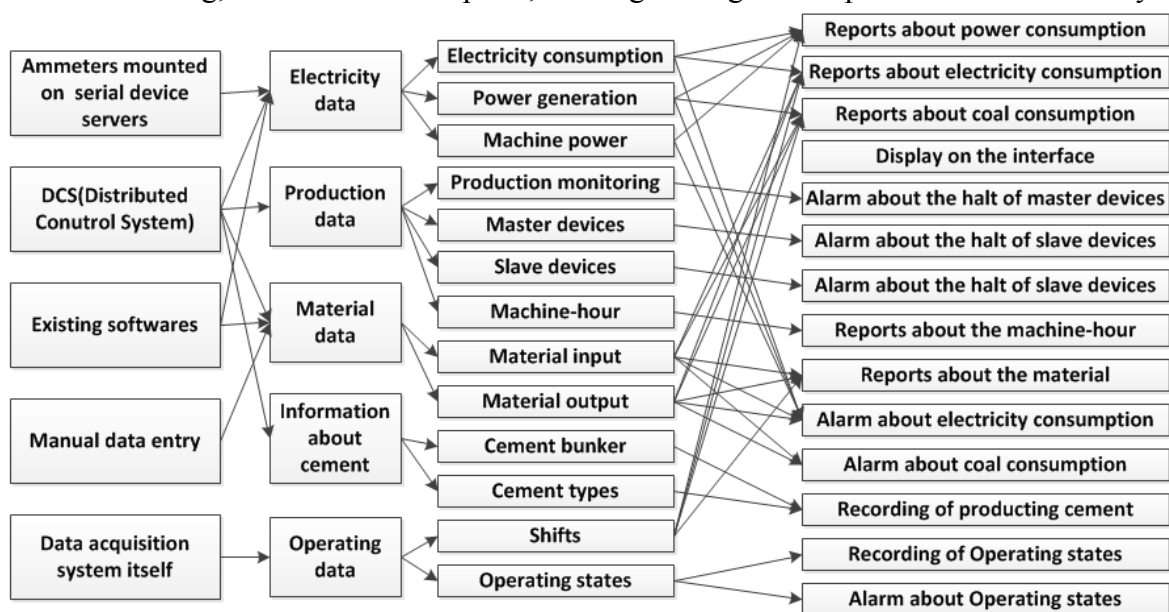 Ammeters mounted
on serial device
servers
DCS(Distributed
Conutrol System)
Existing softwares
Manual data entry
Data acquisition
system itself
Electricity
data
Production
data
Material
data
Information
about
cement
Operating
data
Electricity consumption
Power generation
Machine power
Production monitoring
Master devices
Slave devices
Machine-hour
Material input
Material output
Cement bunker
Cement types
Shifts
Operating states
Reports about power consumption
Reports about electricity consumption
Reports about coal consumption
Display on the interface
Alarm about the halt of master devices
Alarm about the halt of slave devices
Alarm about the halt of slave devices
Reports about the machine-hour
Reports about the material
Alarm about electricity consumption
Alarm about coal consumption
Recording of producting cement
Recording of Operating states
Alarm about Operating states